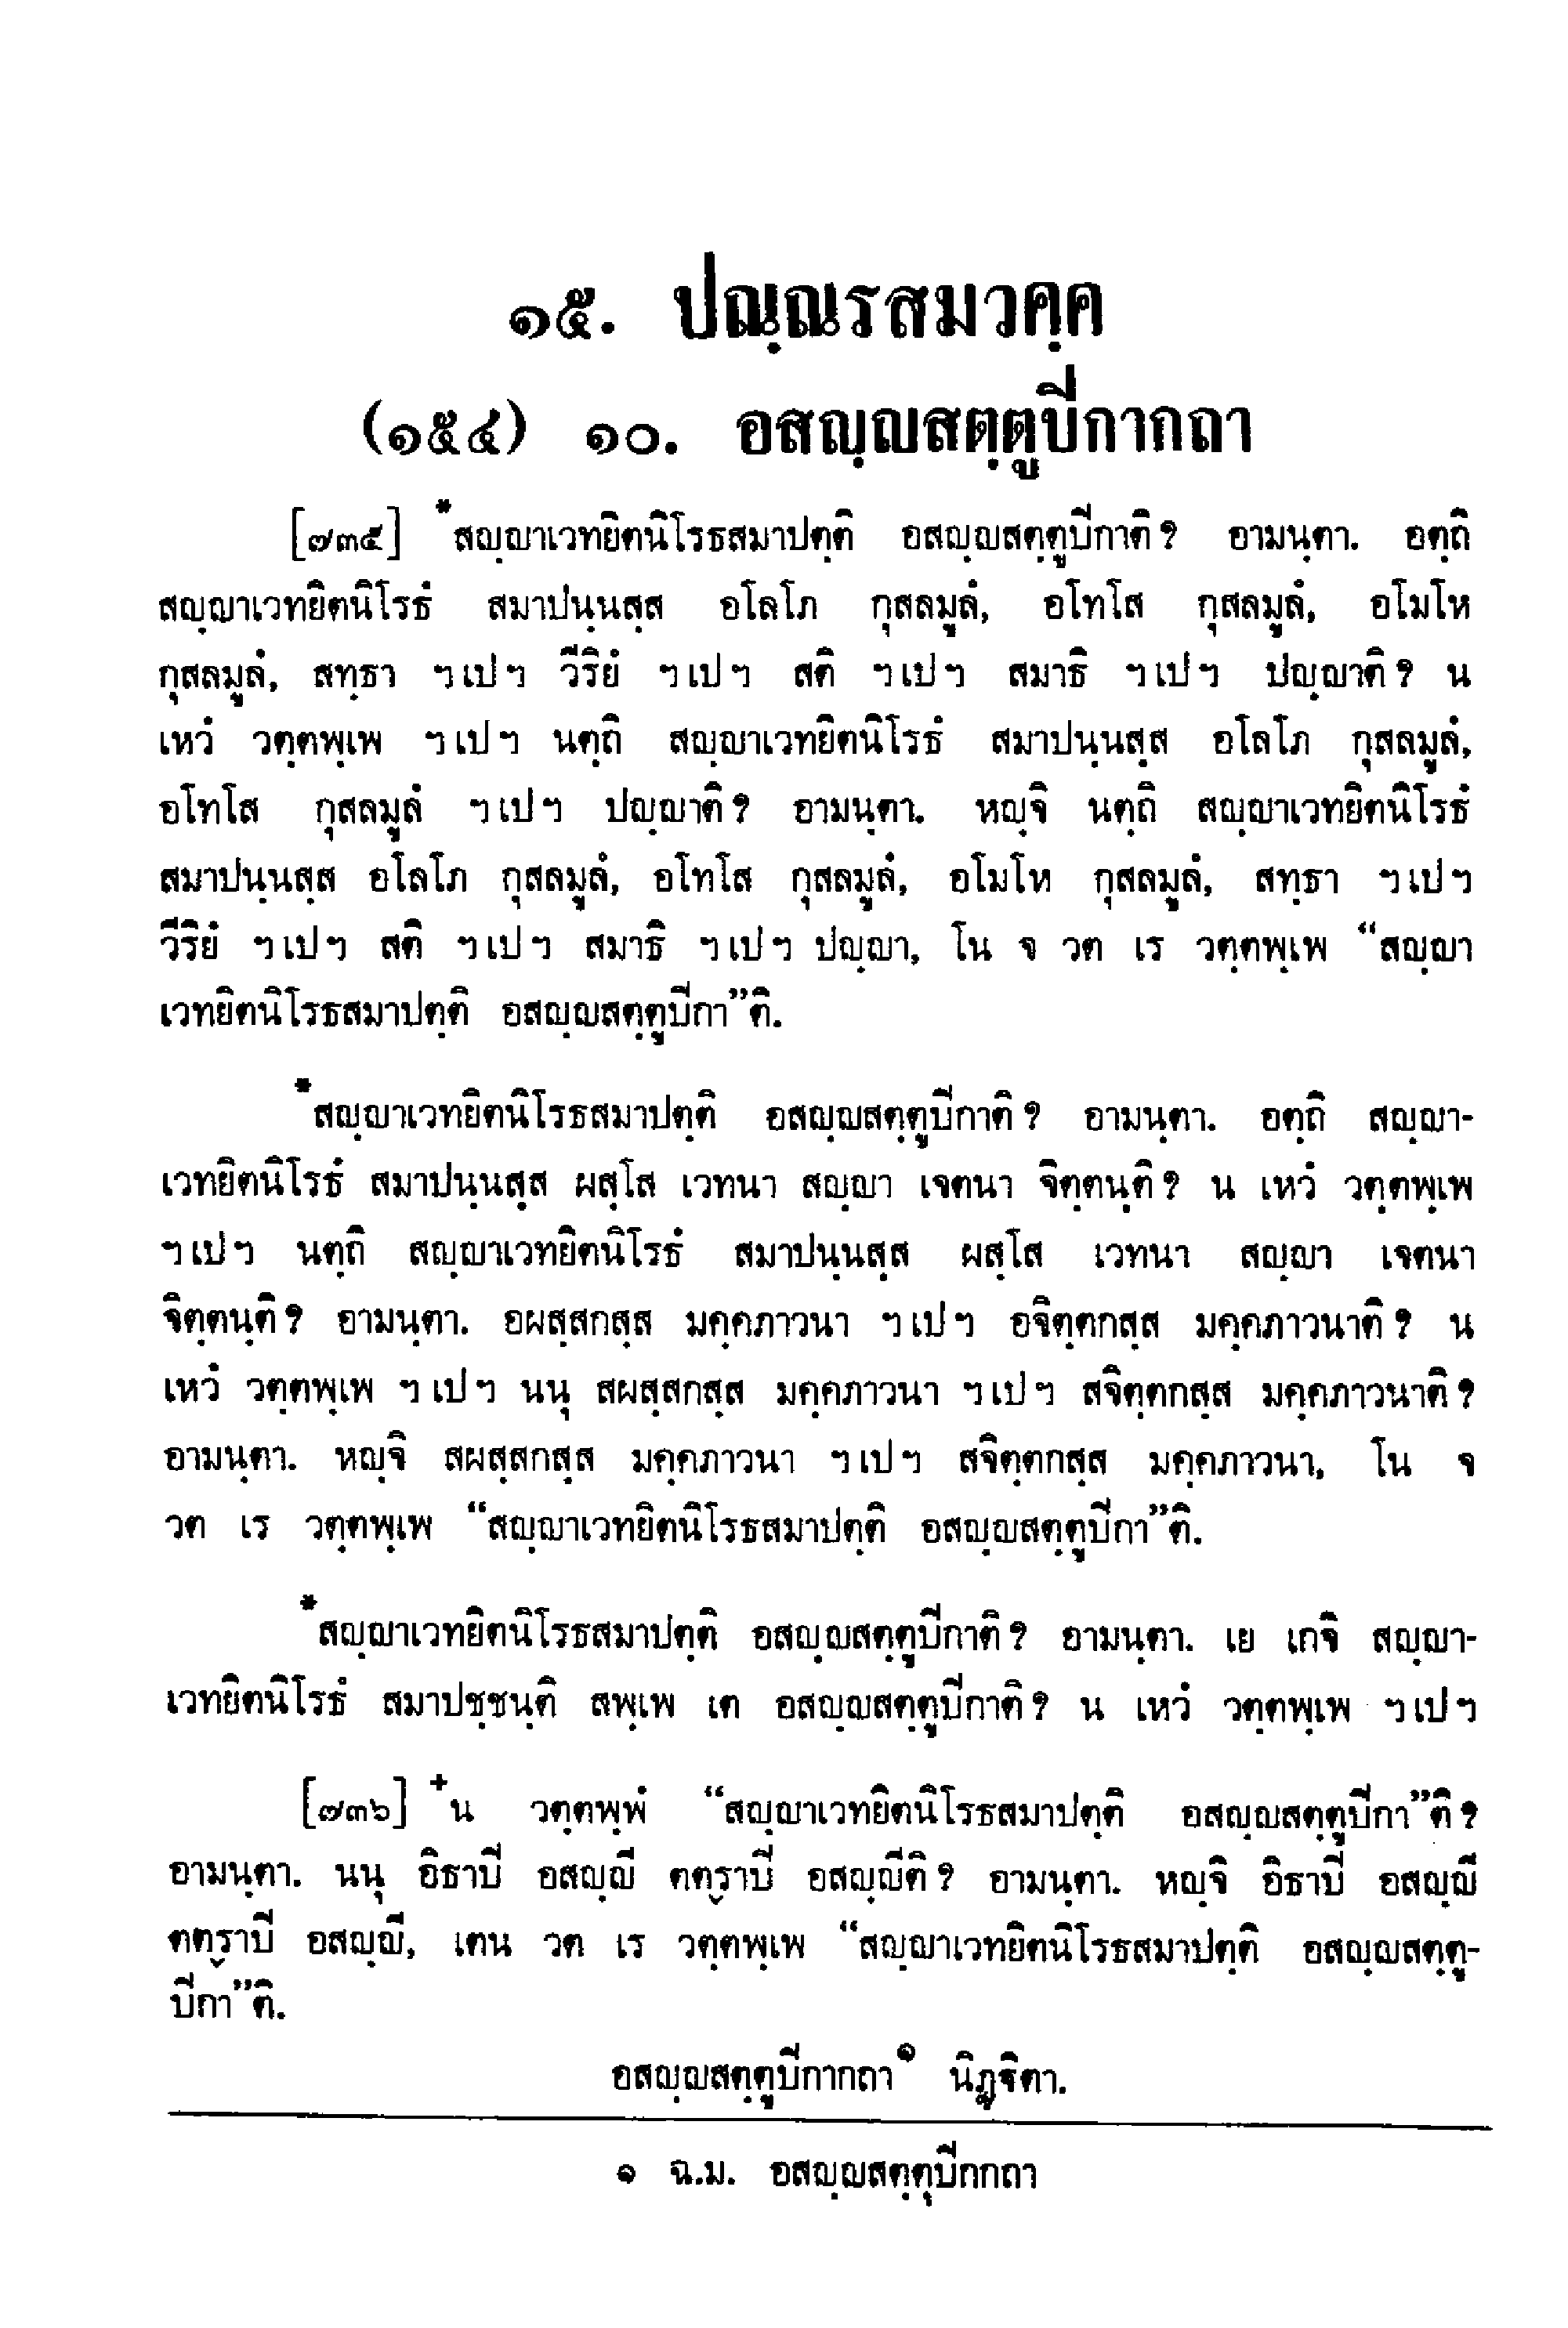 ๑๕. ปณฺณรสมวคฺค
(๑๕๔) ๑๐. อสญฺญสตฺตูปิกากถา
[๗๓๕] *สญฺญาเวทยิตนิโรธสมาปตฺติ อสญฺญสตฺตูปิกาติ? อามนฺตา. อตฺถิ
สญฺญาเวทยิตนิโรธํ สมาปนฺนสฺส อโลโภ กุสลมูลํ, อโทโส กุสลมูลํ, อโมโห
กุสลมูลํ, สทฺธา ฯเปฯ วีริยํ ฯเปฯ สติ ฯเปฯ สมาธิ ฯเปฯ ปญฺญาติ? น
เหวํ วตฺตพฺเพ ฯเปฯ นตฺถิ สญฺญาเวทยิตนิโรธํ สมาปนฺนสฺส อโลโภ กุสลมูลํ,
อโทโส กุสลมูลํ ฯเปฯ ปญฺญาติ? อามนฺตา. หญฺจิ นตฺถิ สญฺญาเวทยิตนิโรธํ
สมาปนฺนสฺส อโลโภ กุสลมูลํ, อโทโส กุสลมูลํ, อโมโห กุสลมูลํ, สทฺธา ฯเปฯ
วีริยํ ฯเปฯ สติ ฯเปฯ สมาธิ ฯเปฯ ปญฺญา, โน จ วต เร วตฺตพฺเพ “สญฺญา
เวทยิตนิโรธสมาปตฺติ อสญฺญสตฺตูปิกา”ติ.
*สญฺญาเวทยิตนิโรธสมาปตฺติ อสญฺญสตฺตูปิกาติ? อามนฺตา. อตฺถิ สญฺญา-
เวทยิตนิโรธํ สมาปนฺนสฺส ผสฺโส เวทนา สญฺญา เจตนา จิตฺตนฺติ? น เหวํ วตฺตพฺเพ
ฯเปฯ นตฺถิ สญฺญาเวทยิตนิโรธํ สมาปนฺนสฺส ผสฺโส เวทนา สญฺญา เจตนา
จิตฺตนฺติ? อามนฺตา. อผสฺสกสฺส มคฺคภาวนา ฯเปฯ อจิตฺตกสฺส มคฺคภาวนาติ? น
เหวํ วตฺตพฺเพ ฯเปฯ นนุ สผสฺสกสฺส มคฺคภาวนา ฯเปฯ สจิตฺตกสฺส มคฺคภาวนาติ?
อามนฺตา. หญฺจิ สผสฺสกสฺส มคฺคภาวนา ฯเปฯ สจิตฺตกสฺส มคฺคภาวนา, โน จ
วต เร วตฺตพฺเพ “สญฺญาเวทยิตนิโรธสมาปตฺติ อสญฺญสตฺตูปิกา”ติ.
*สญฺญาเวทยิตนิโรธสมาปตฺติ อสญฺญสตฺตูปิกาติ? อามนฺตา. เย เกจิ สญฺญา-
เวทยิตนิโรธํ สมาปชฺชนฺติ สพฺเพ เต อสญฺญสตฺตูปิกาติ? น เหวํ วตฺตพฺเพ ฯเปฯ
[๗๓๖] +น วตฺตพฺพํ “สญฺญาเวทยิตนิโรธสมาปตฺติ อสญฺญสตฺตูปิกา”ติ?
อามนฺตา. นนุ อิธาปิ อสญฺญี ตตฺราปิ อสญฺญีติ? อามนฺตา. หญฺจิ อิธาปิ อสญฺญี
ตตฺราปิ อสญฺญี, เตน วต เร วตฺตพฺเพ “สญฺญาเวทยิตนิโรธสมาปตฺติ อสญฺญสตฺตู-
ปิกา”ติ.
อสญฺญสตฺตูปิกากถา๑ นิฏฺฐิตา.
๑ ฉ.ม. อสญฺญสตฺตุปิกกถา